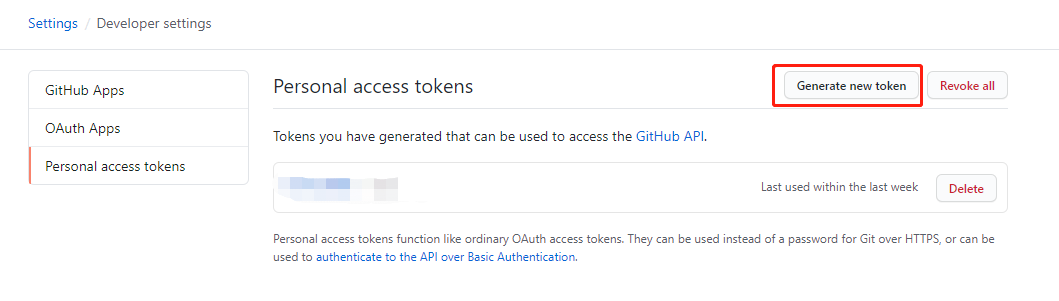 Settings / Developer settings
GitHub Apps
OAuth Apps
Personal access tokens
Personal access tokens
Generate new token
Revoke all
Tokens you have generated that can be used to access the GitHub API.
Last used within the last week
Delete
Personal access tokens function like ordinary OAuth access tokens. They can be used instead of a password for Git over HTTPS, or can be
used to authenticate to the API over Basic Authentication.